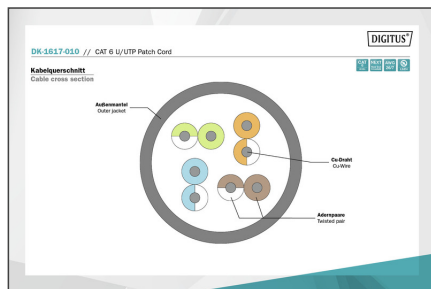 DIGITUS®
DK-1617-010 // CAT 6 U/UTP Patch Cord
Kabelquerschnitt
Cable cross section
Außenmantel
Outer jacket
Cu-Draht
Cu-Wire
Adernpaare
Twisted pair